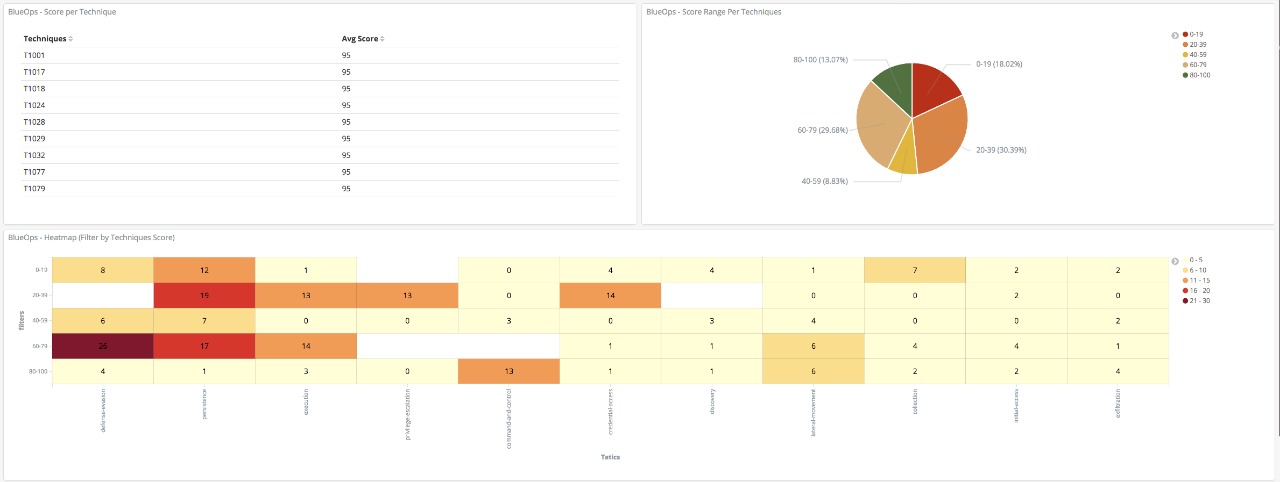 BlueOps - Score per Technique
Techniques Avg Score
T1001 95
T1017 95
T1018 95
T1024 95
T1028 95
T1029 95
T1032 95
T1077 95
T1079 95
BlueOps - Score Range Per Techniques
80-100 (13.07%)
0-19 (18.02%)
60-79 (29.68%)
20-39 (30.39%)
40-59 (8.83%)
0-19
20-39
40-59
60-79
80-100
BlueOps - Heatmap (Filter by Techniques Score)
filters
0-19 8 12 1 0 4 4 1 7 2 2
20-39 19 13 13 0 14 0 0 2 0
40-59 6 7 0 0 3 0 3 4 0 0 2
60-79 26 17 14 1 1 6 4 4 1
80-100 4 1 3 0 13 1 1 6 2 2 4
defense-evasion persistence execution privilege-escalation command-and-control credential-access discovery lateral-movement collection initial-access exfiltration
Tatics
0 - 5
6 - 10
11 - 15
16 - 20
21 - 30